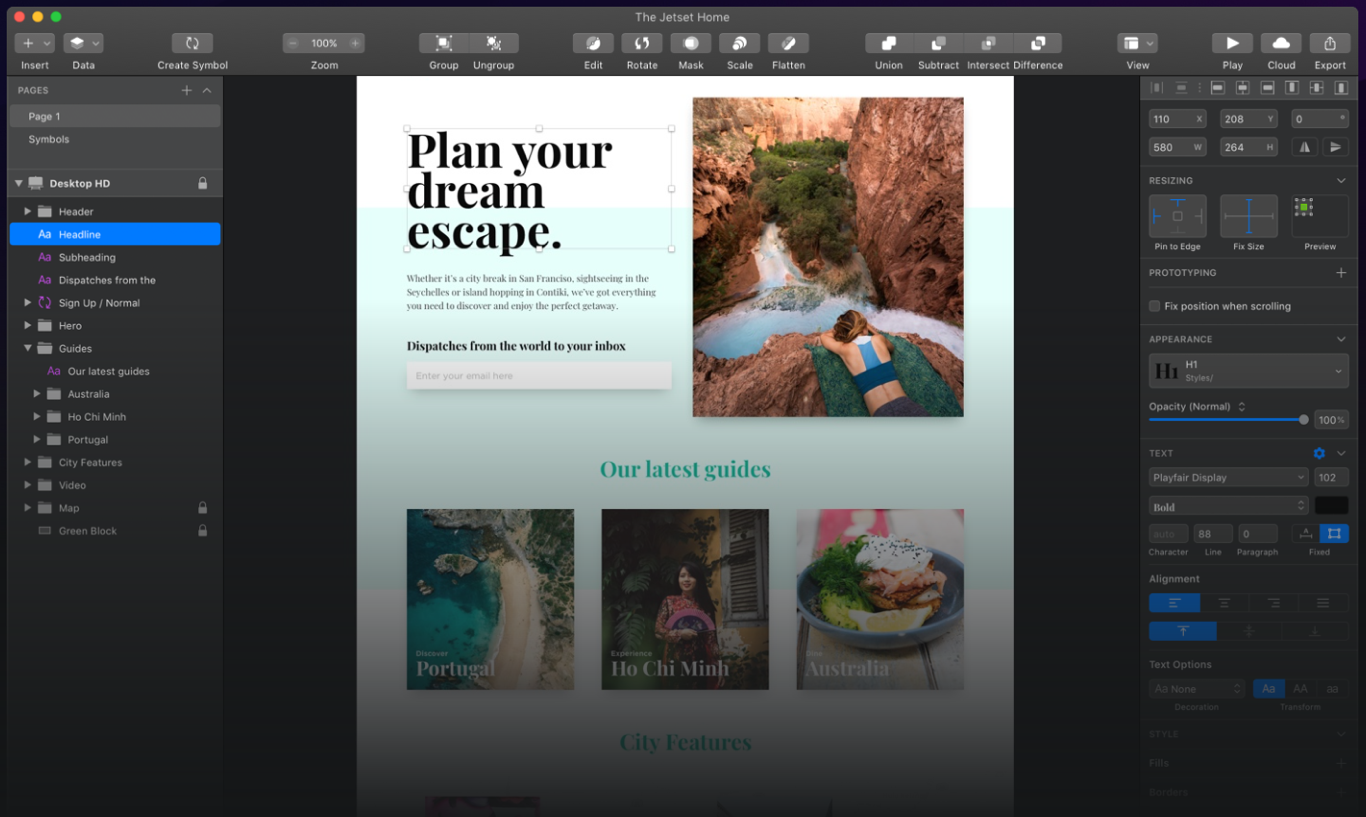 The Jetset Home
100%
Insert
Data
Create Symbol
Zoom
Group
Ungroup
Edit
Rotate
Mask
Scale
Flatten
Union
Subtract
Intersect
Difference
View
Play
Cloud
Export
PAGES
Page 1
Symbols
Desktop HD
Header
Aa Headline
Aa Subheading
Aa Dispatches from the
Sign Up / Normal
Hero
Guides
Aa Our latest guides
Australia
Ho Chi Minh
Portugal
City Features
Video
Map
Green Block
Plan your
dream
escape.
Whether it's a city break in San Franciso, sightseeing in the
Seychelles or island hopping in Contiki, we've got everything
you need to discover and enjoy the perfect getaway.
Dispatches from the world to your inbox
Enter your email here
Our latest guides
Discover
Portugal
Experience
Ho Chi Minh
Australia
City Features
110 X
208 Y
0 °
580 W
264 H
RESIZING
Pin to Edge
Fix Size
Preview
PROTOTYPING
Fix position when scrolling
APPEARANCE
H1 H1
Styles/
Opacity (Normal)
100%
TEXT
Playfair Display
102
Bold
auto
88
0
Character
Line
Paragraph
Fixed
Alignment
Text Options
Aa None
Aa
AA
aa
Decoration
Transform
STYLE
Fills
Borders